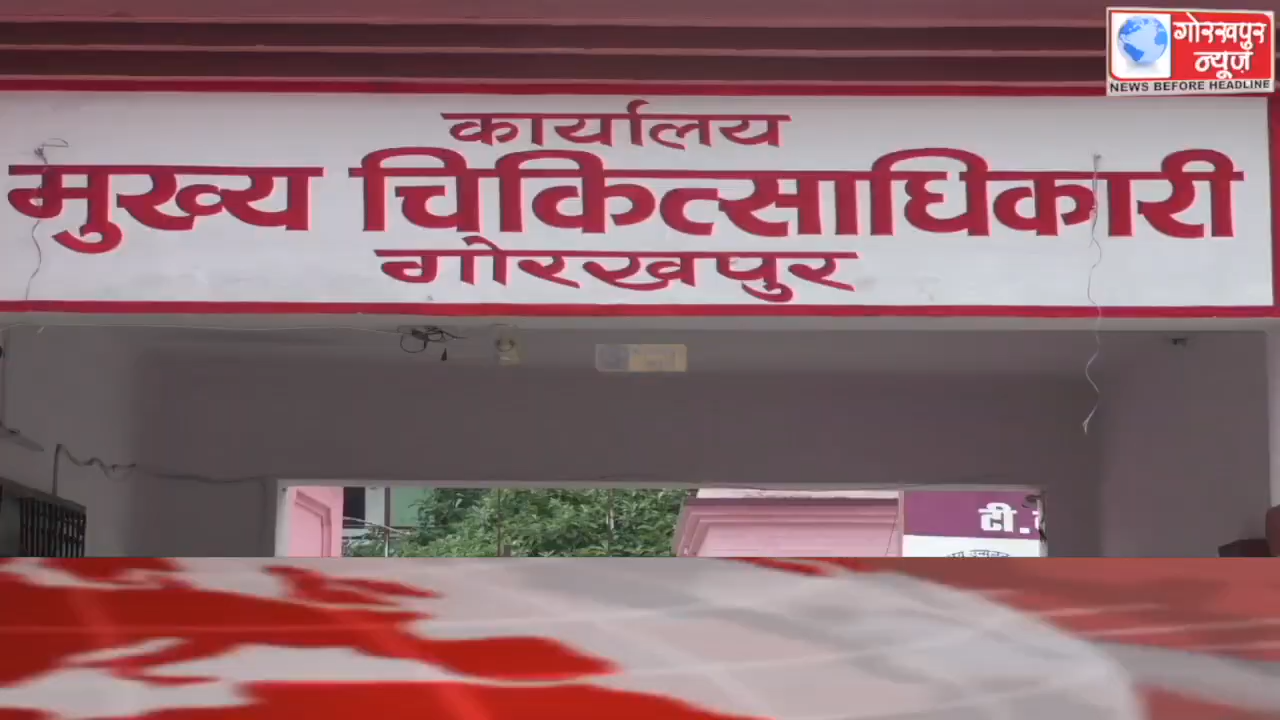 गोरखपुर
न्यूज़
NEWS BEFORE HEADLINE
कार्यालय
मुख्य चिकित्साधिकारी
गोरखपुर
टी.